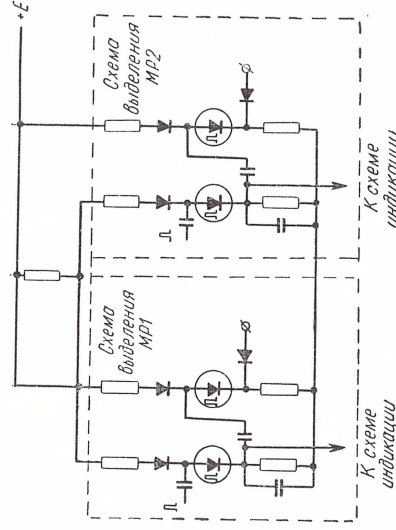 +E
Схема
выделения
МР1
Схема
выделения
МР2
К схеме
индикации
К схеме
индикации